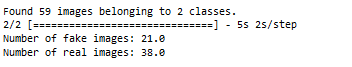 Found 59 images belonging to 2 classes.
2/2 [==============================] - 5s 2s/step
Number of fake images: 21.0
Number of real images: 38.0